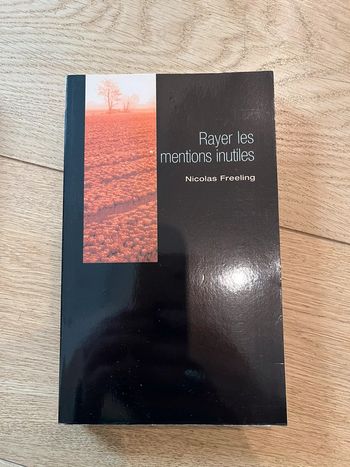 Rayer les
mentions inutiles
Nicolas Freeling